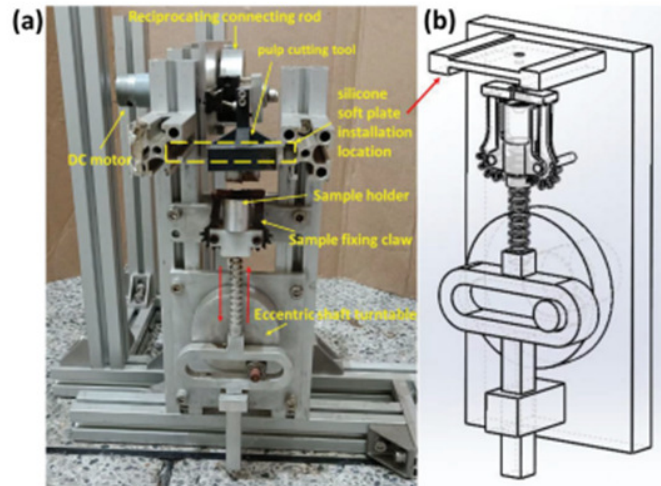 (a)
Reciprocating connecting rod
pulp cutting tool
silicone
soft plate
installation
location
DC motor
Sample holder
Sample fixing claw
Eccentric shaft turntable
(b)